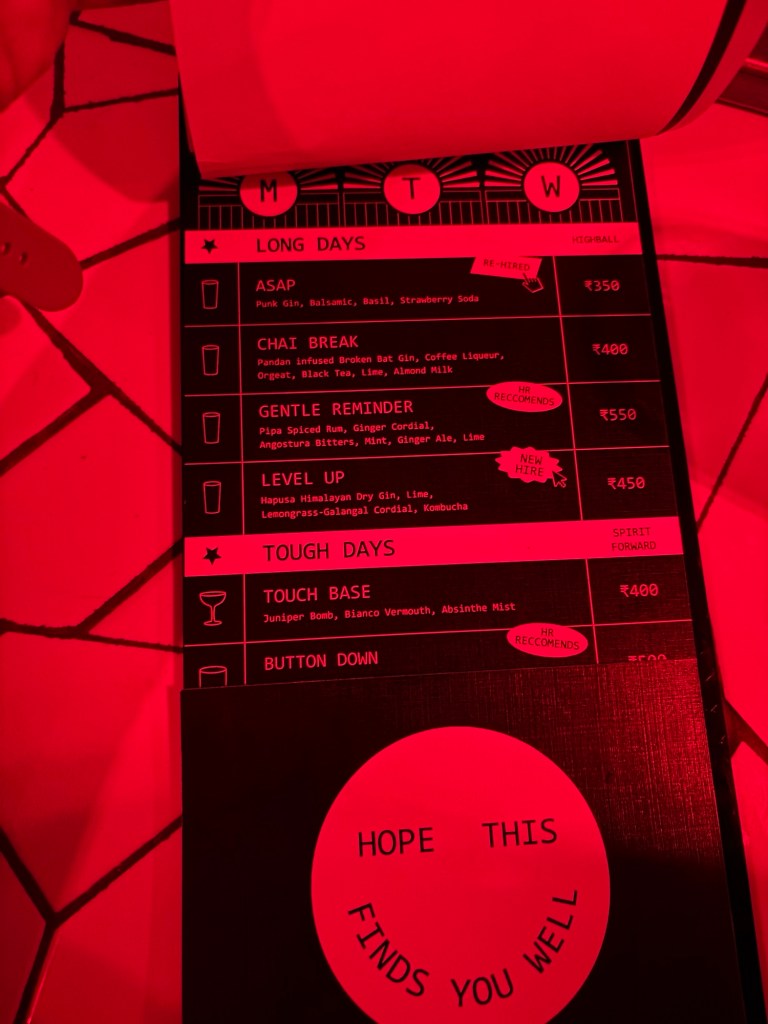 M T W
LONG DAYS HIGHBALL
RE-HIRED
ASAP ₹350
Punk Gin, Balsamic, Basil, Strawberry Soda
CHAI BREAK ₹400
Pandan infused Broken Bat Gin, Coffee Liqueur,
Orgeat, Black Tea, Lime, Almond Milk
HR
RECCOMENDS
GENTLE REMINDER ₹550
Pipa Spiced Rum, Ginger Cordial,
Angostura Bitters, Mint, Ginger Ale, Lime
NEW
HIRE
LEVEL UP ₹450
Hapusa Himalayan Dry Gin, Lime,
Lemongrass-Galangal Cordial, Kombucha
TOUGH DAYS SPIRIT
FORWARD
TOUCH BASE ₹400
Juniper Bomb, Bianco Vermouth, Absinthe Mist
HR
RECCOMENDS
BUTTON DOWN
HOPE THIS
FINDS YOU WELL